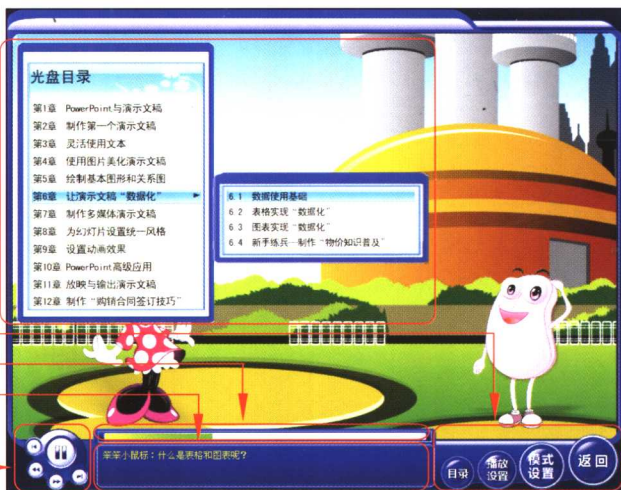 光盘目录
第1章 PowerPoint与演示文稿
第2章 制作第一个演示文稿
第3章 灵活使用文本
第4章 使用图片美化演示文稿
第5章 绘制基本图形和关系图
第6章 让演示文稿“数据化”
第7章 制作多媒体演示文稿
第8章 为幻灯片设置统一风格
第9章 设置动画效果
第10章 PowerPoint高级应用
第11章 放映与输出演示文稿
第12章 制作“购销合同签订技巧”
6.1 数据使用基础
6.2 表格实现“数据化”
6.3 图表实现“数据化”
6.4 新手练兵—制作“物价知识普及”
笨笨小鼠标：什么是表格和图表呢?
目录
播放设置
模式设置
返回